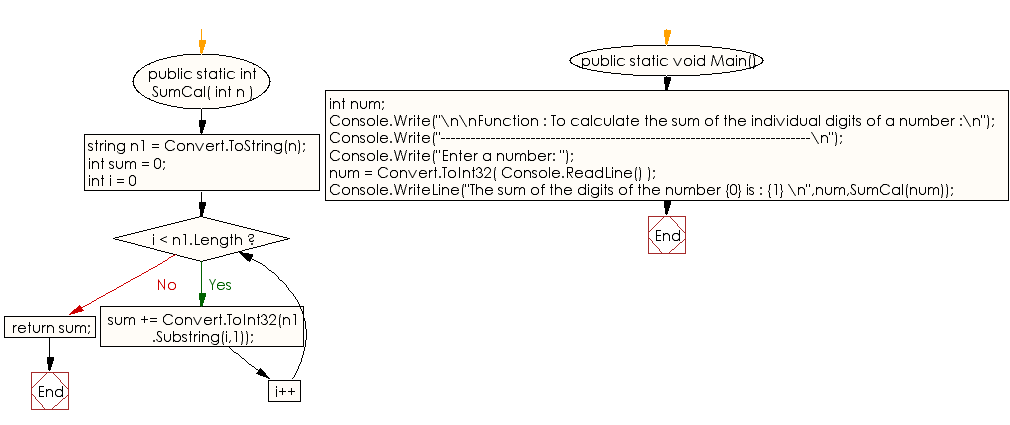 public static int
SumCal( int n )
string n1 = Convert.ToString(n);
int sum = 0;
int i = 0
i < n1.Length ?
No
Yes
return sum;
sum += Convert.ToInt32(n1
.Substring(i,1));
i++
End
public static void Main()
int num;
Console.Write("\n\nFunction : To calculate the sum of the individual digits of a number :\n");
Console.Write("--------------------------------------------------------------------------\n");
Console.Write("Enter a number: ");
num = Convert.ToInt32( Console.ReadLine() );
Console.WriteLine("The sum of the digits of the number {0} is : {1} \n",num,SumCal(num));
End